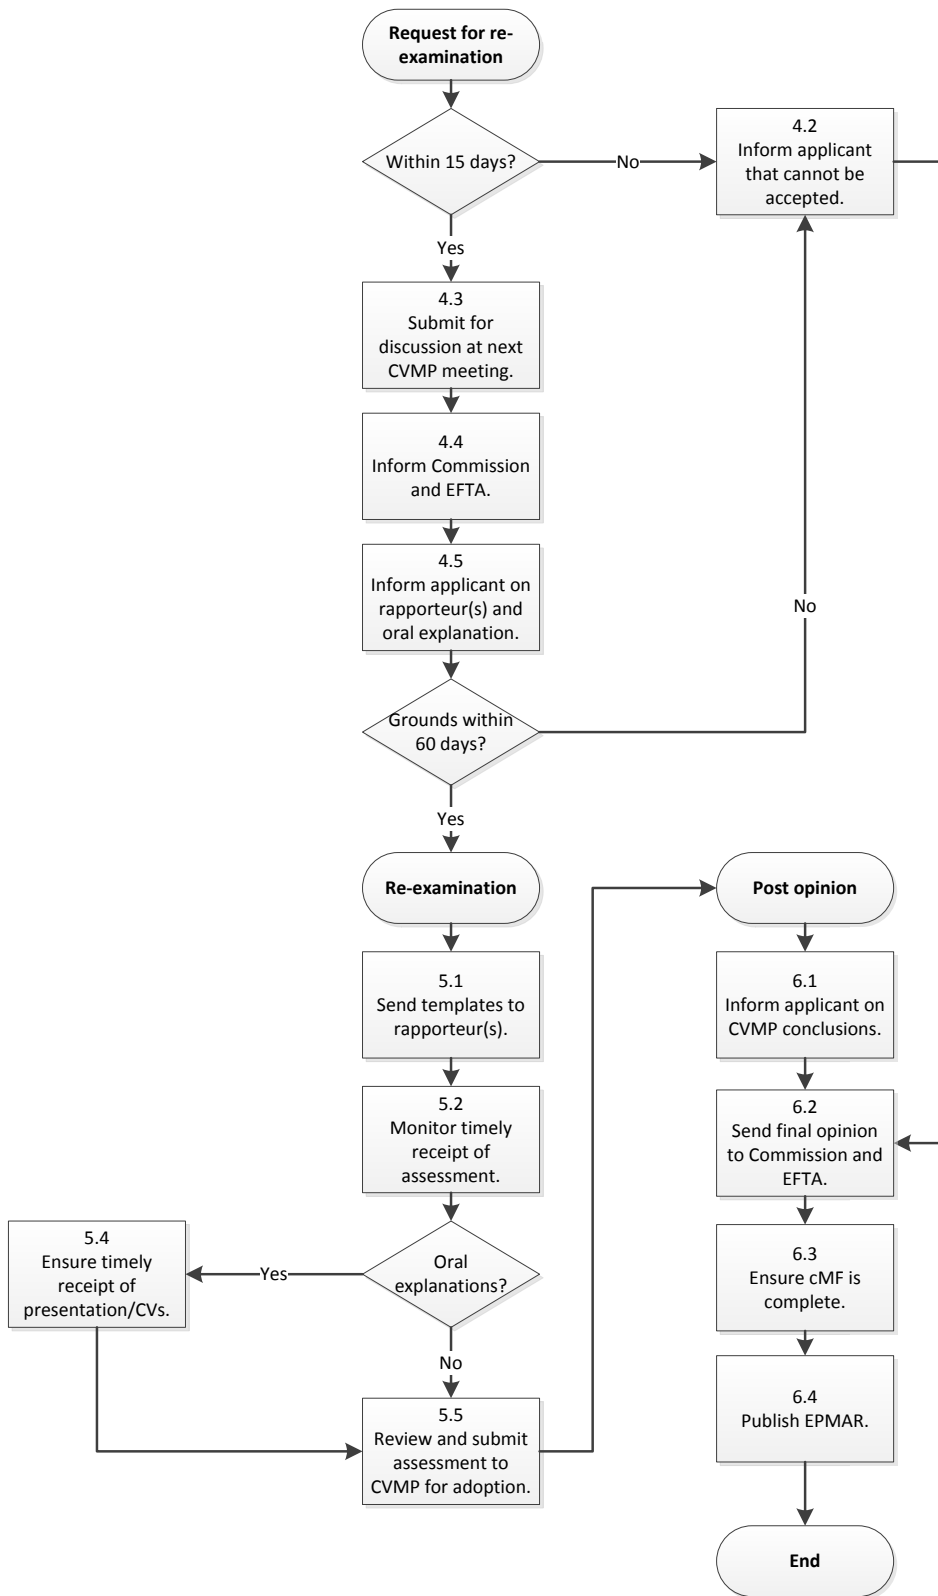 Request for re-
examination
Within 15 days?
No
4.2
Inform applicant
that cannot be
accepted.
Yes
4.3
Submit for
discussion at next
CVMP meeting.
4.4
Inform Commission
and EFTA.
4.5
Inform applicant on
rapporteur(s) and
oral explanation.
No
Grounds within
60 days?
Yes
Re-examination
5.1
Send templates to
rapporteur(s).
5.2
Monitor timely
receipt of
assessment.
Oral
explanations?
Yes
5.4
Ensure timely
receipt of
presentation/CVs.
No
5.5
Review and submit
assessment to
CVMP for adoption.
Post opinion
6.1
Inform applicant on
CVMP conclusions.
6.2
Send final opinion
to Commission and
EFTA.
6.3
Ensure cMF is
complete.
6.4
Publish EPMAR.
End